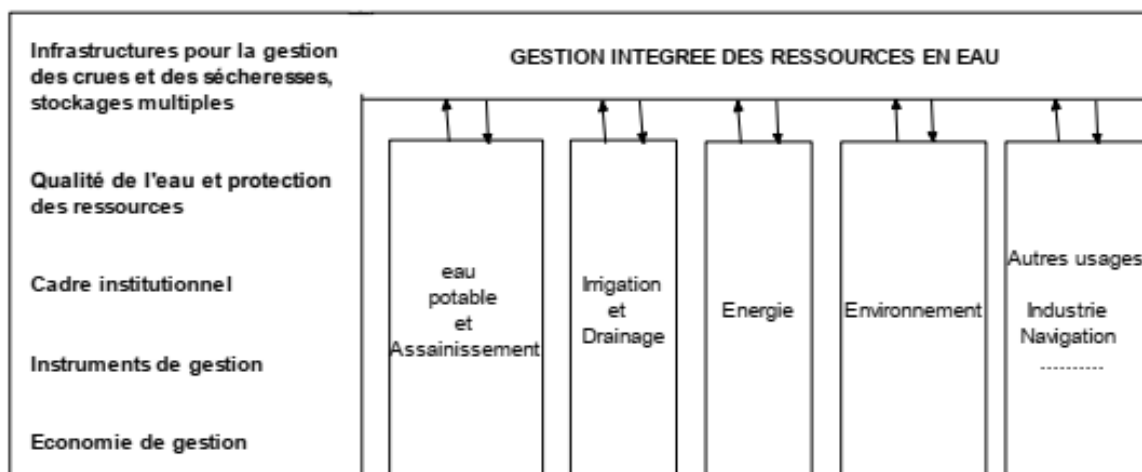 Infrastructures pour la gestion
des crues et des sécheresses,
stockages multiples
Qualité de l'eau et protection
des ressources
Cadre institutionnel
Instruments de gestion
Economie de gestion
GESTION INTEGREE DES RESSOURCES EN EAU
eau
potable
et
Assainissement
Irrigation
et
Drainage
Energie
Environnement
Autres usages
Industrie
Navigation
----------